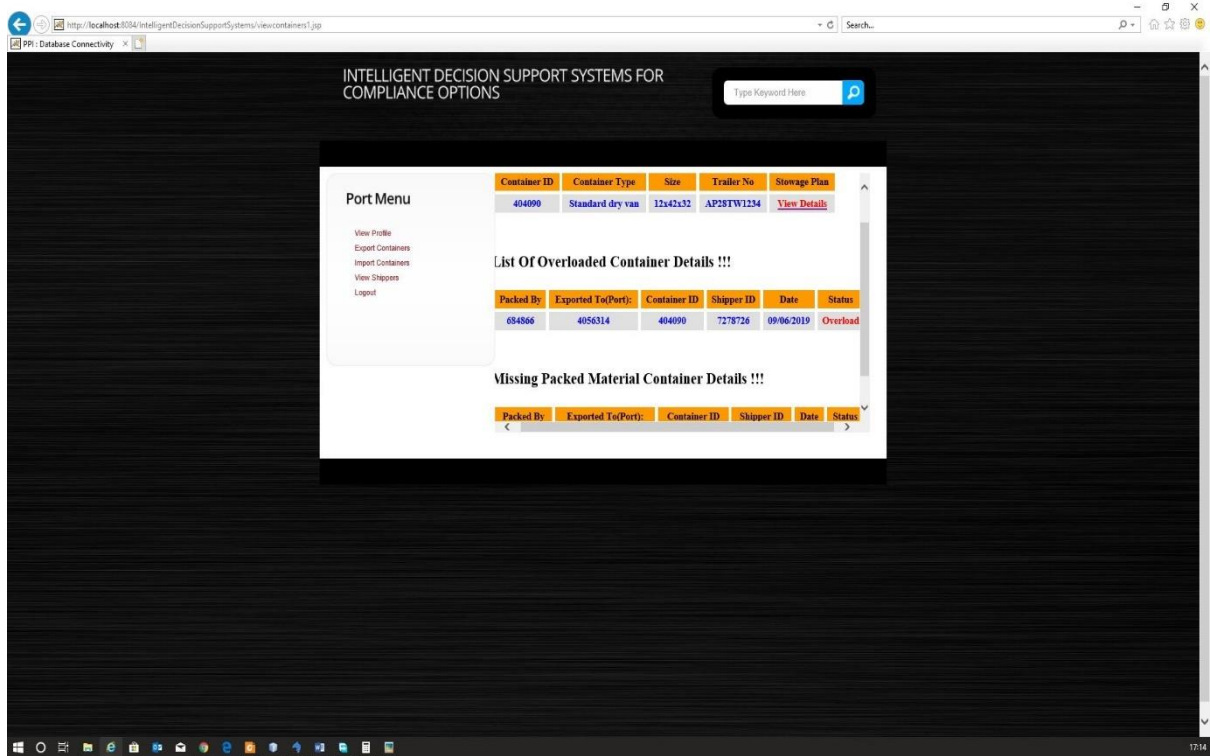 http://localhost:8084/IntelligentDecisionSupportSystems/viewcontainers1.jsp
Search...
PPI : Database Connectivity
INTELLIGENT DECISION SUPPORT SYSTEMS FOR
COMPLIANCE OPTIONS
Type Keyword Here
Port Menu
View Profile
Export Containers
Import Containers
View Shippers
Logout
Container ID Container Type Size Trailer No Stowage Plan
404090 Standard dry van 12x42x32 AP28TW1234 View Details
List Of Overloaded Container Details !!!
Packed By Exported To(Port): Container ID Shipper ID Date Status
684866 4056314 404090 7278726 09/06/2019 Overload
Missing Packed Material Container Details !!!
Packed By Exported To(Port): Container ID Shipper ID Date Status
17:14